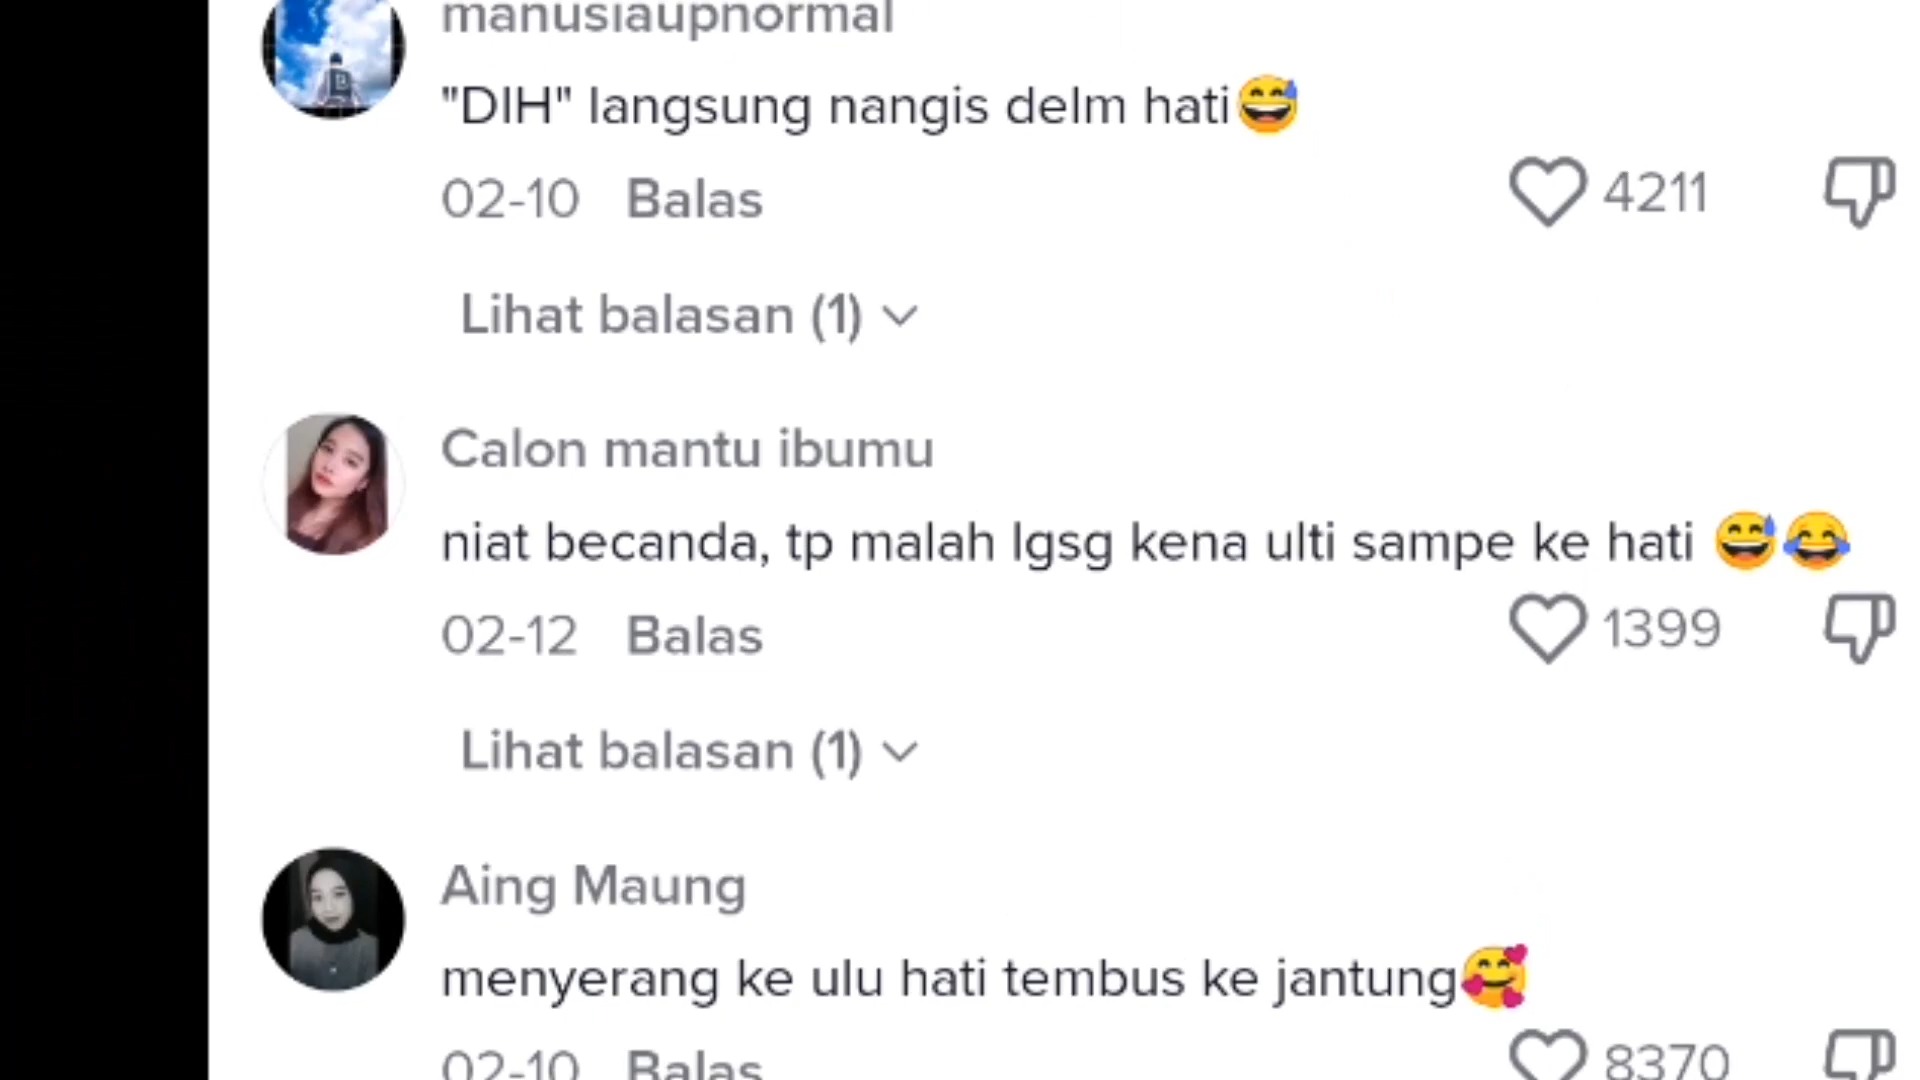 manusiaupnormal
"DIH" langsung nangis delm hati😅
02-10 Balas 4211
Lihat balasan (1)
Calon mantu ibumu
niat becanda, tp malah lgsg kena ulti sampe ke hati 😅😂
02-12 Balas 1399
Lihat balasan (1)
Aing Maung
menyerang ke ulu hati tembus ke jantung🥰
02-10 Balas 8370